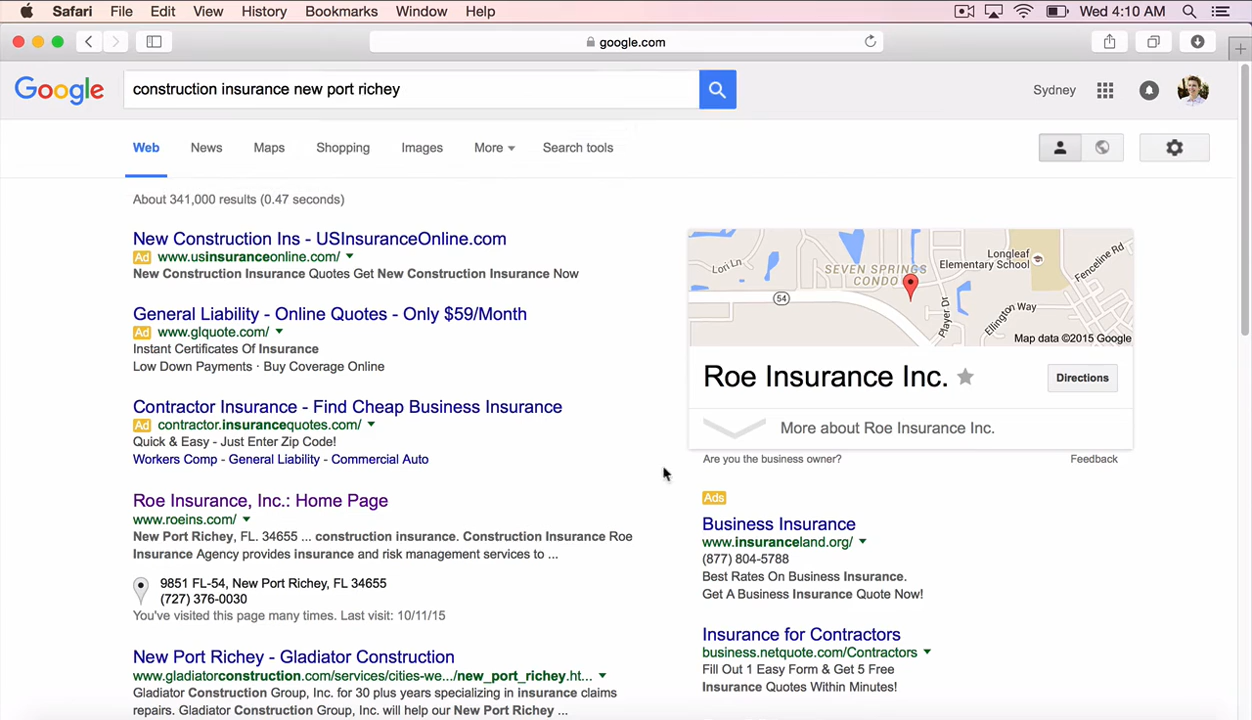 Safari File Edit View History Bookmarks Window Help Wed 4:10 AM
google.com
Google construction insurance new port richey Sydney
Web News Maps Shopping Images More Search tools
About 341,000 results (0.47 seconds)
New Construction Ins - USInsuranceOnline.com
Ad www.usinsuranceonline.com/
New Construction Insurance Quotes Get New Construction Insurance Now
General Liability - Online Quotes - Only $59/Month
Ad www.glquote.com/
Instant Certificates Of Insurance
Low Down Payments · Buy Coverage Online
Contractor Insurance - Find Cheap Business Insurance
Ad contractor.insurancequotes.com/
Quick & Easy - Just Enter Zip Code!
Workers Comp - General Liability - Commercial Auto
Roe Insurance, Inc.: Home Page
www.roeins.com/
New Port Richey, FL. 34655 ... construction insurance. Construction Insurance Roe
Insurance Agency provides insurance and risk management services to ...
9851 FL-54, New Port Richey, FL 34655
(727) 376-0030
You've visited this page many times. Last visit: 10/11/15
New Port Richey - Gladiator Construction
www.gladiatorconstruction.com/services/cities-we.../new_port_richey.ht...
Gladiator Construction Group, Inc. for 30 plus years specializing in insurance claims
repairs. Gladiator Construction Group, Inc. will help our New Port Richey ...
Lori Ln
SEVEN SPRINGS
CONDO
Longleaf
Elementary School
Fenceline Rd
54
Player Dr
Ellington Way
Map data ©2015 Google
Roe Insurance Inc.
Directions
More about Roe Insurance Inc.
Are you the business owner? Feedback
Ads
Business Insurance
www.insuranceland.org/
(877) 804-5788
Best Rates On Business Insurance.
Get A Business Insurance Quote Now!
Insurance for Contractors
business.netquote.com/Contractors
Fill Out 1 Easy Form & Get 5 Free
Insurance Quotes Within Minutes!